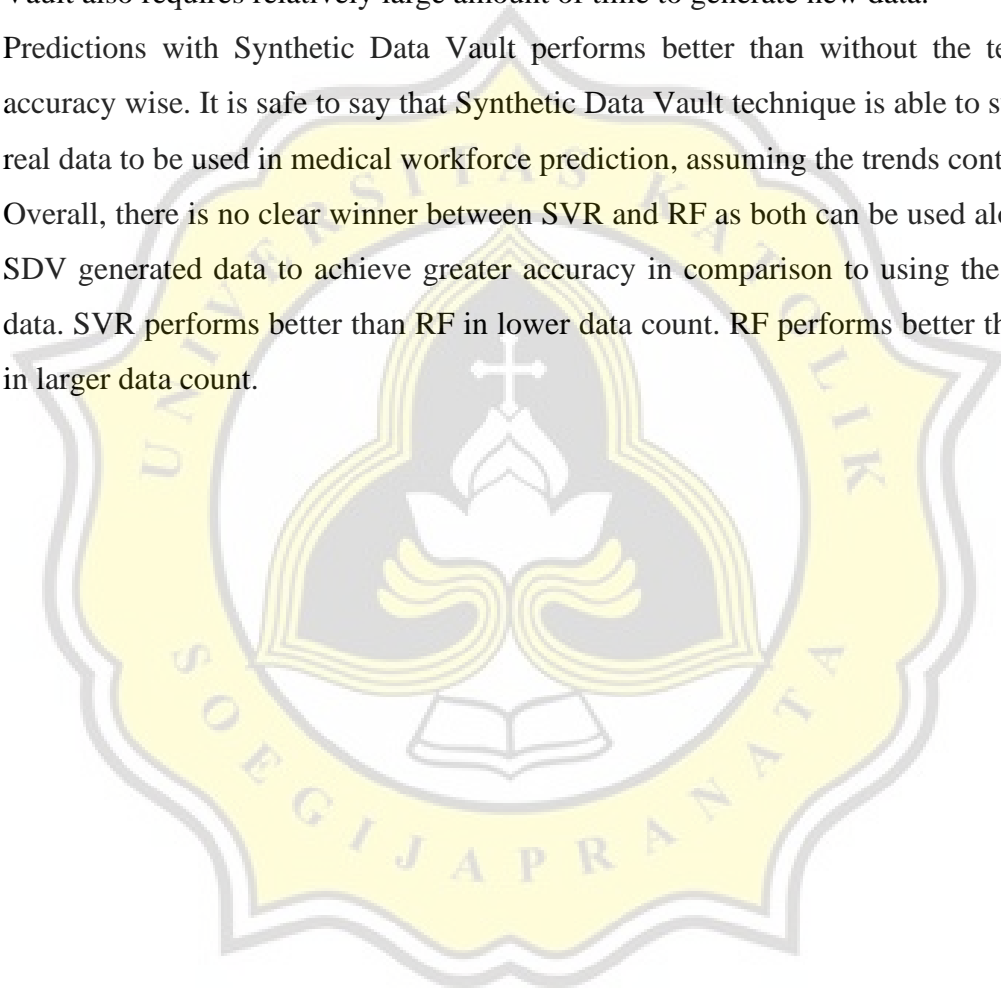 Vault also requires relatively large amount of time to generate new data.
Predictions with Synthetic Data Vault performs better than without the te
accuracy wise. It is safe to say that Synthetic Data Vault technique is able to s
real data to be used in medical workforce prediction, assuming the trends cont
Overall, there is no clear winner between SVR and RF as both can be used alo
SDV generated data to achieve greater accuracy in comparison to using the
data. SVR performs better than RF in lower data count. RF performs better th
in larger data count.
UNIVERSITAS KATOLIK
SOEGIJAPRANATA